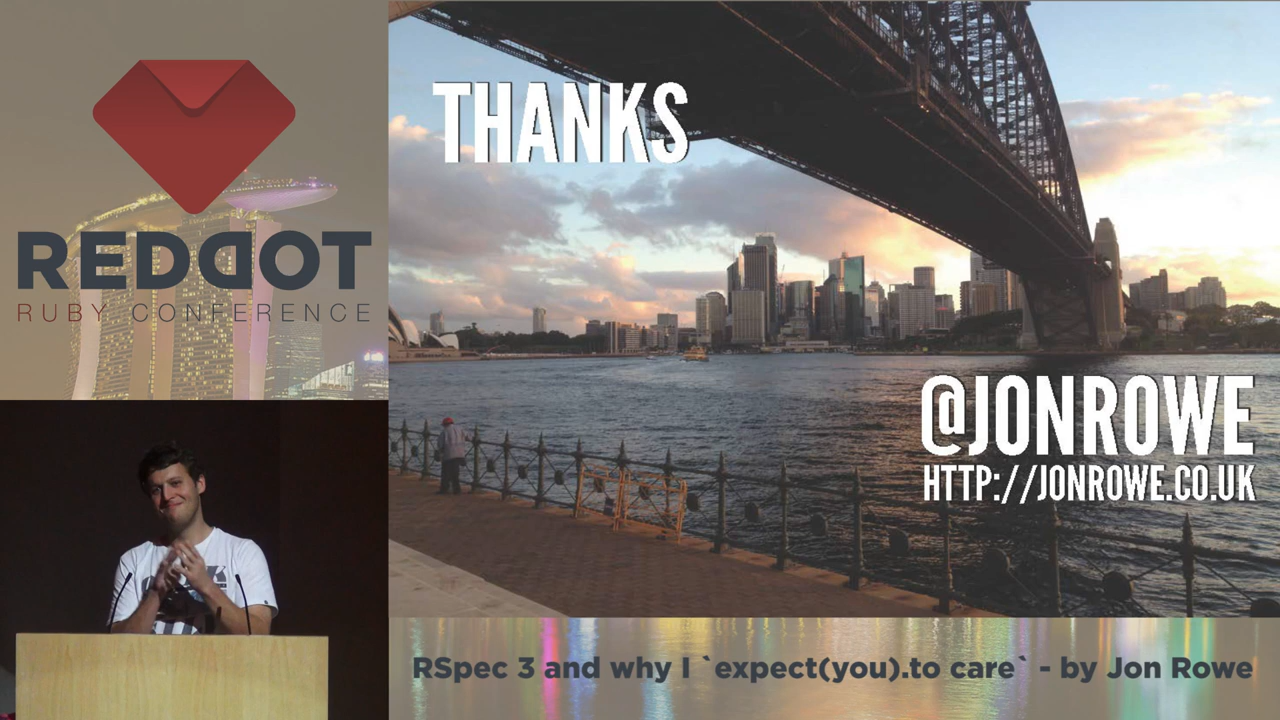 REDDOT
RUBY CONFERENCE
THANKS
@JONROWE
HTTP://JONROWE.CO.UK
RSpec 3 and why I `expect(you).to care` - by Jon Rowe